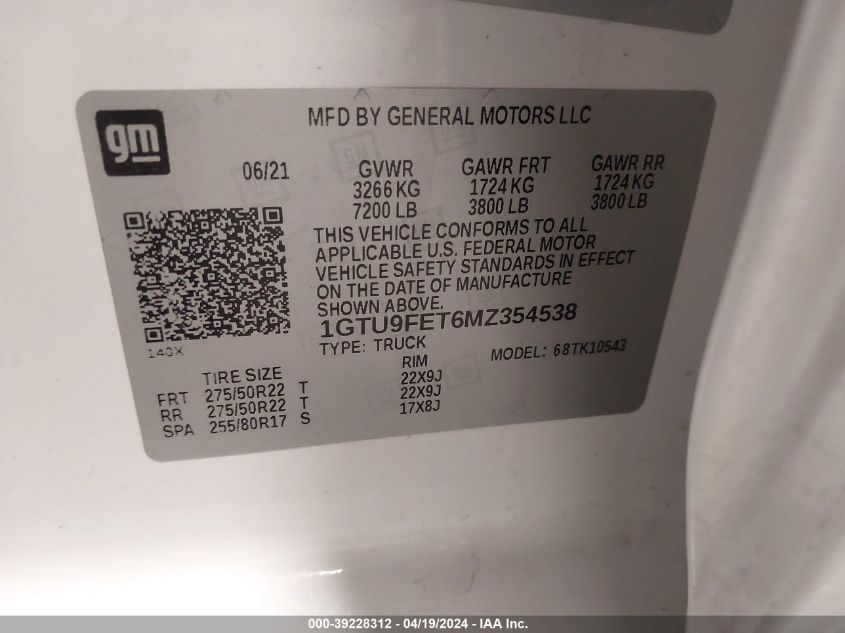 gm
MFD BY GENERAL MOTORS LLC
06/21
GVWR GAWR FRT GAWR RR
3266 KG 1724 KG 1724 KG
7200 LB 3800 LB 3800 LB
THIS VEHICLE CONFORMS TO ALL
APPLICABLE U.S. FEDERAL MOTOR
VEHICLE SAFETY STANDARDS IN EFFECT
ON THE DATE OF MANUFACTURE
SHOWN ABOVE.
1GTU9FET6MZ354538
TYPE: TRUCK MODEL: 68TK10543
140X
TIRE SIZE RIM
FRT 275/50R22 T 22X9J
RR 275/50R22 T 22X9J
SPA 255/80R17 S 17X8J
000-39228312 / 04/19/2024 - IAA Inc.